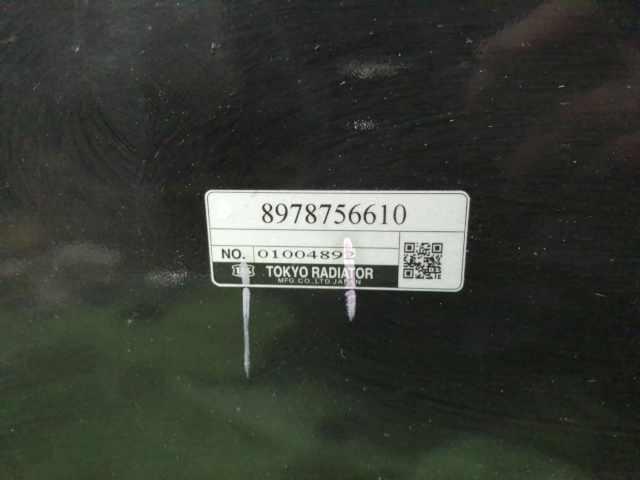 8978756610
NO. 01004892
TOKYO RADIATOR
MFG CO.,LTD.JAPAN